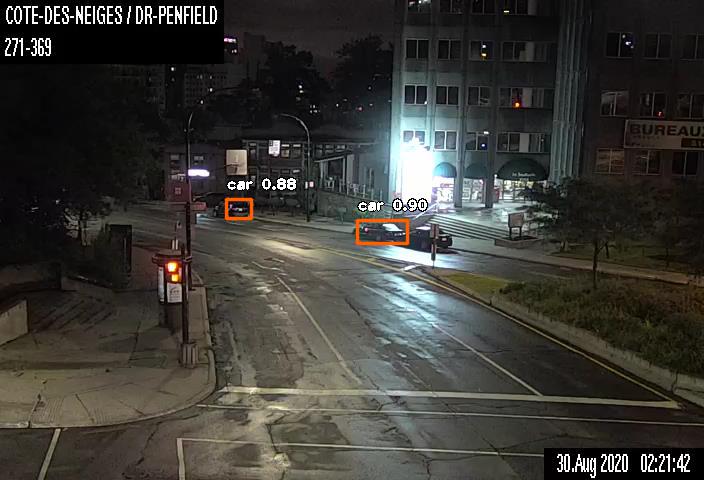 COTE-DES-NEIGES / DR-PENFIELD
271-369
car 0.88
car 0.90
BUREAUX
30.Aug 2020 02:21:42